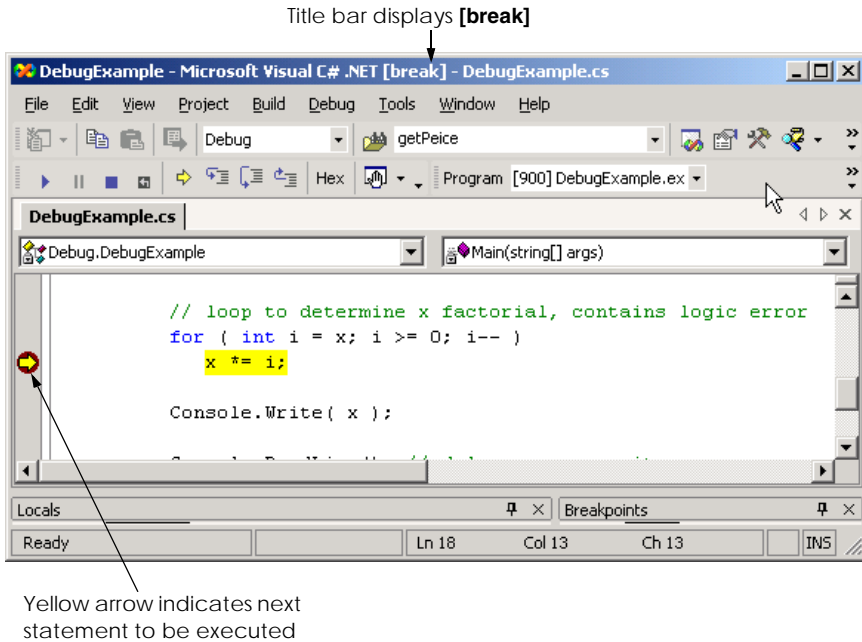 Title bar displays [break]
DebugExample - Microsoft Visual C# .NET [break] - DebugExample.cs
File Edit View Project Build Debug Tools Window Help
Debug getPeice
Hex Program [900] DebugExample.ex
DebugExample.cs
Debug.DebugExample Main(string[] args)
// loop to determine x factorial, contains logic error
for ( int i = x; i >= 0; i-- )
x *= i;
Console.Write( x );
Locals Breakpoints
Ready Ln 18 Col 13 Ch 13 INS
Yellow arrow indicates next
statement to be executed